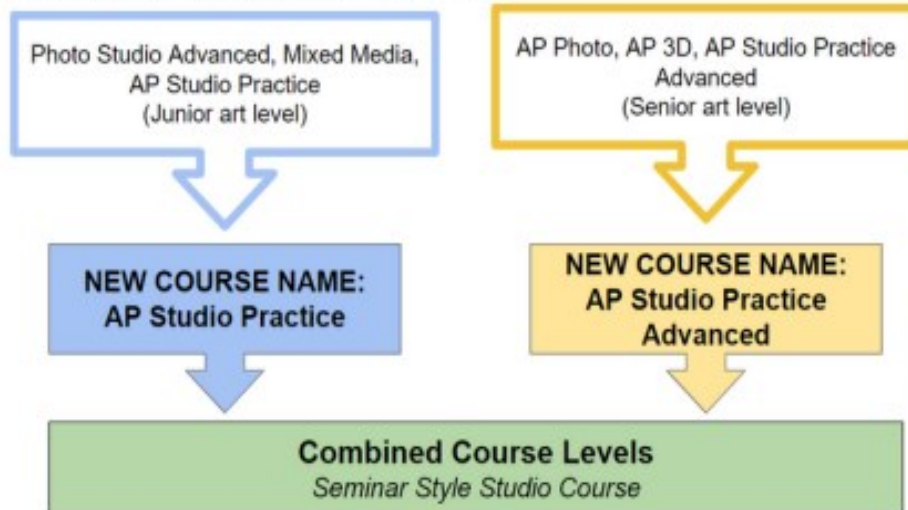 Photo Studio Advanced, Mixed Media,
AP Studio Practice
(Junior art level)
AP Photo, AP 3D, AP Studio Practice
Advanced
(Senior art level)
NEW COURSE NAME:
AP Studio Practice
NEW COURSE NAME:
AP Studio Practice
Advanced
Combined Course Levels
Seminar Style Studio Course